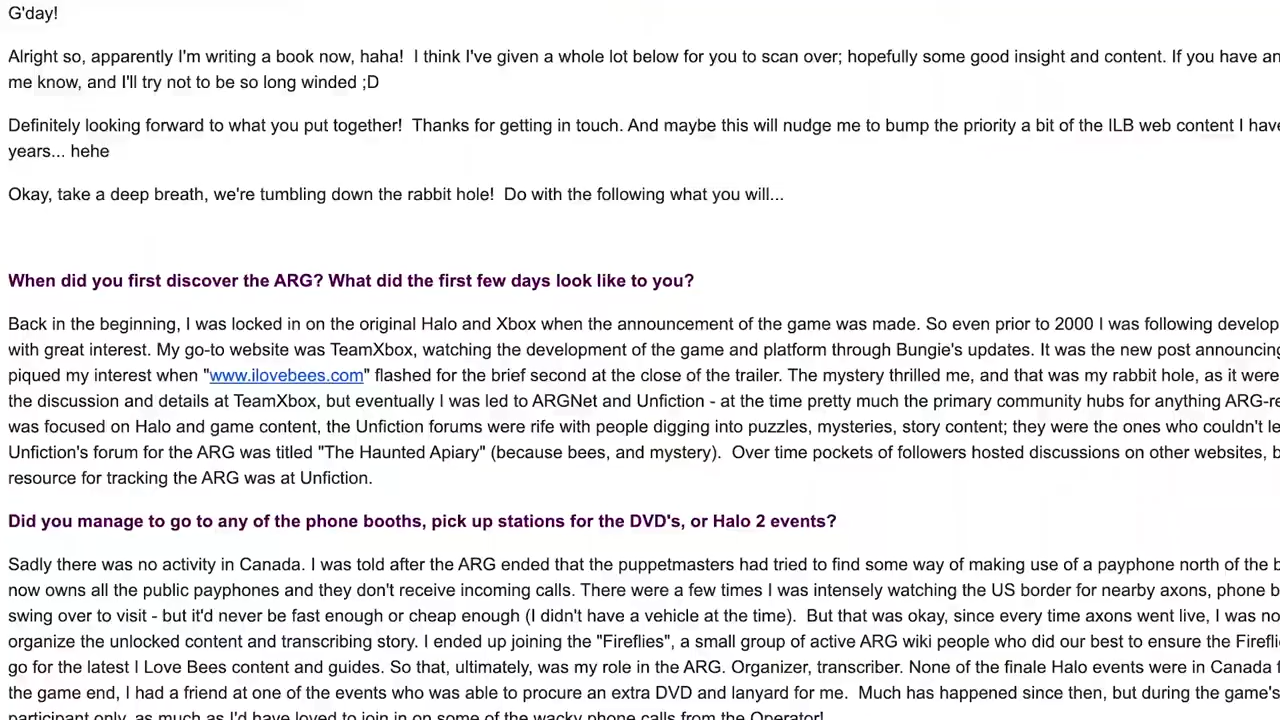 G'day!
Alright so, apparently I'm writing a book now, haha!  I think I've given a whole lot below for you to scan over; hopefully some good insight and content. If you have an
me know, and I'll try not to be so long winded ;D
Definitely looking forward to what you put together!  Thanks for getting in touch. And maybe this will nudge me to bump the priority a bit of the ILB web content I have
years... hehe
Okay, take a deep breath, we're tumbling down the rabbit hole!  Do with the following what you will...
When did you first discover the ARG? What did the first few days look like to you?
Back in the beginning, I was locked in on the original Halo and Xbox when the announcement of the game was made. So even prior to 2000 I was following develop
with great interest. My go-to website was TeamXbox, watching the development of the game and platform through Bungie's updates. It was the new post announcing
piqued my interest when "www.ilovebees.com" flashed for the brief second at the close of the trailer. The mystery thrilled me, and that was my rabbit hole, as it were
the discussion and details at TeamXbox, but eventually I was led to ARGNet and Unfiction - at the time pretty much the primary community hubs for anything ARG-re
was focused on Halo and game content, the Unfiction forums were rife with people digging into puzzles, mysteries, story content; they were the ones who couldn't le
Unfiction's forum for the ARG was titled "The Haunted Apiary" (because bees, and mystery).  Over time pockets of followers hosted discussions on other websites, b
resource for tracking the ARG was at Unfiction.
Did you manage to go to any of the phone booths, pick up stations for the DVD's, or Halo 2 events?
Sadly there was no activity in Canada. I was told after the ARG ended that the puppetmasters had tried to find some way of making use of a payphone north of the b
now owns all the public payphones and they don't receive incoming calls. There were a few times I was intensely watching the US border for nearby axons, phone b
swing over to visit - but it'd never be fast enough or cheap enough (I didn't have a vehicle at the time).  But that was okay, since every time axons went live, I was no
organize the unlocked content and transcribing story. I ended up joining the "Fireflies", a small group of active ARG wiki people who did our best to ensure the Firefli
go for the latest I Love Bees content and guides. So that, ultimately, was my role in the ARG. Organizer, transcriber. None of the finale Halo events were in Canada
the game end, I had a friend at one of the events who was able to procure an extra DVD and lanyard for me.  Much has happened since then, but during the game's
participant only, as much as I'd have loved to join in on some of the wacky phone calls from the Operator!